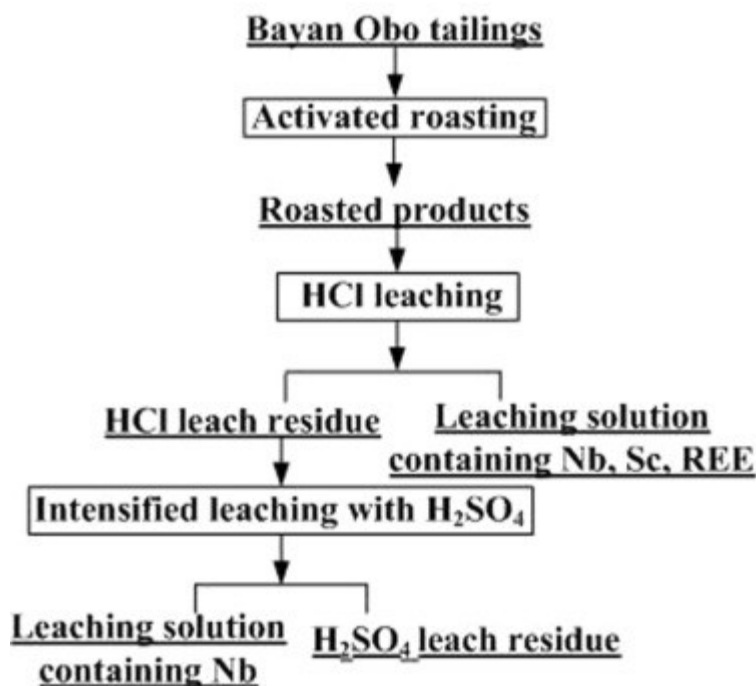 Bayan Obo tailings
Activated roasting
Roasted products
HCl leaching
HCl leach residue
Leaching solution
containing Nb, Sc, REE
Intensified leaching with H₂SO₄
Leaching solution
containing Nb
H₂SO₄ leach residue